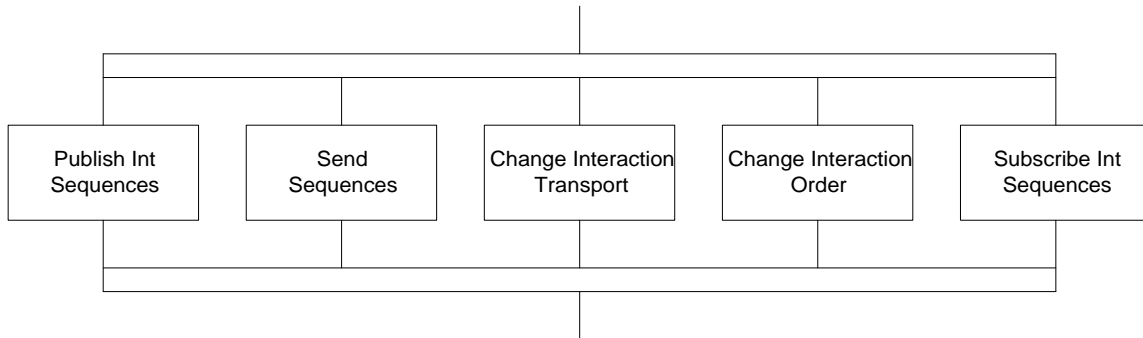 Publish Int
Sequences
Send
Sequences
Change Interaction
Transport
Change Interaction
Order
Subscribe Int
Sequences